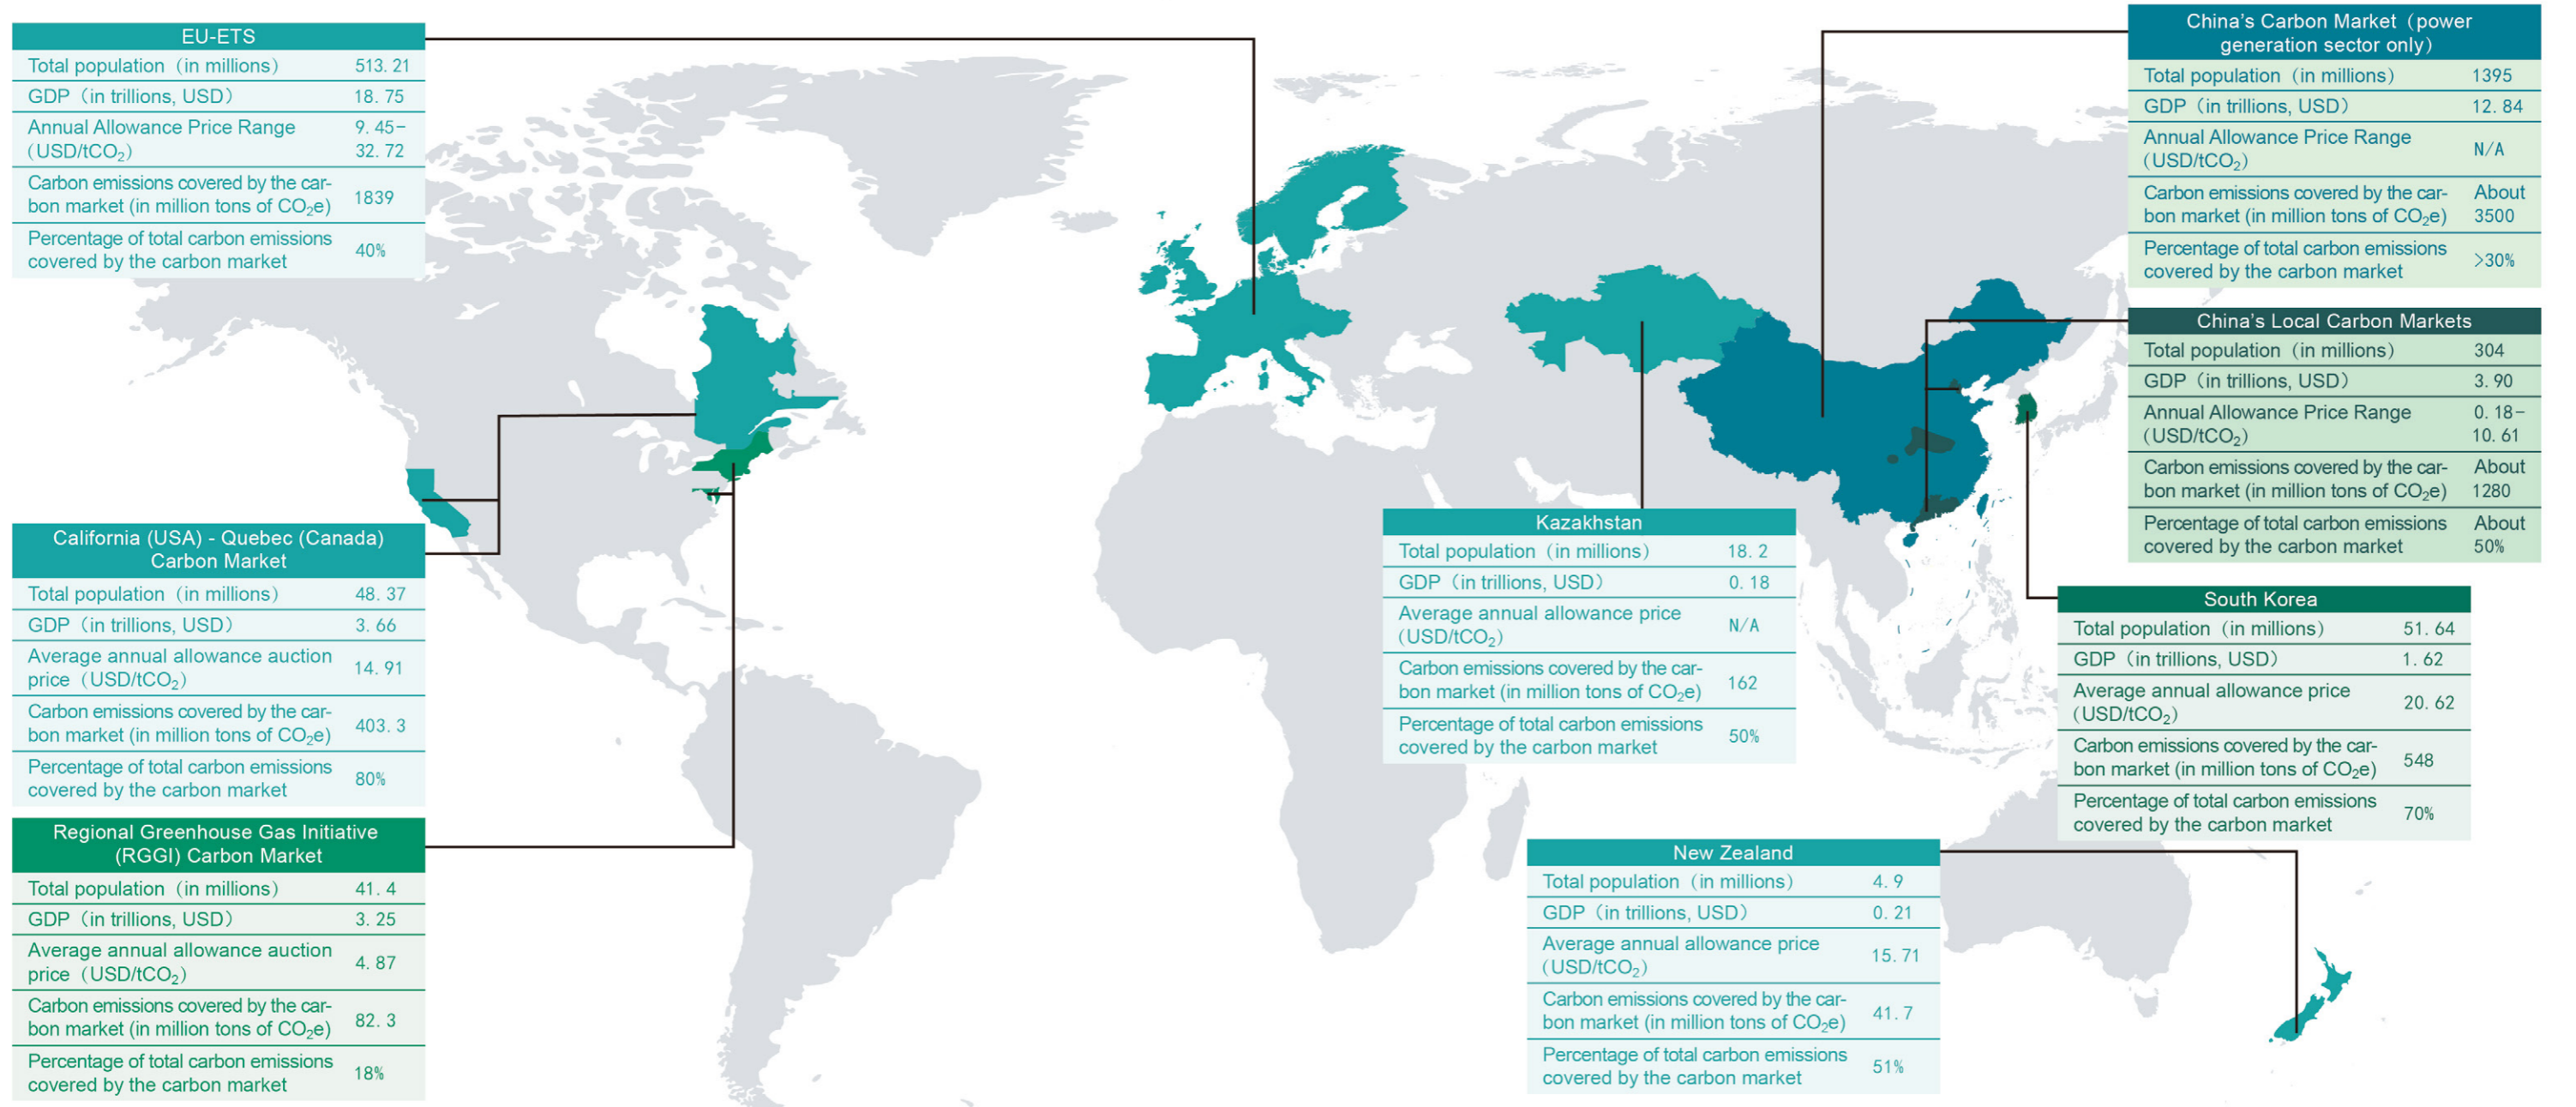 EU-ETS
Total population (in millions) 513.21
GDP (in trillions, USD) 18.75
Annual Allowance Price Range 9.45-
(USD/tCO₂) 32.72
Carbon emissions covered by the car-
bon market (in million tons of CO₂e) 1839
Percentage of total carbon emissions
covered by the carbon market 40%
California (USA) - Quebec (Canada)
Carbon Market
Total population (in millions) 48.37
GDP (in trillions, USD) 3.66
Average annual allowance auction
price (USD/tCO₂) 14.91
Carbon emissions covered by the car-
bon market (in million tons of CO₂e) 403.3
Percentage of total carbon emissions
covered by the carbon market 80%
Regional Greenhouse Gas Initiative
(RGGI) Carbon Market
Total population (in millions) 41.4
GDP (in trillions, USD) 3.25
Average annual allowance auction
price (USD/tCO₂) 4.87
Carbon emissions covered by the car-
bon market (in million tons of CO₂e) 82.3
Percentage of total carbon emissions
covered by the carbon market 18%
Kazakhstan
Total population (in millions) 18.2
GDP (in trillions, USD) 0.18
Average annual allowance price
(USD/tCO₂) N/A
Carbon emissions covered by the car-
bon market (in million tons of CO₂e) 162
Percentage of total carbon emissions
covered by the carbon market 50%
New Zealand
Total population (in millions) 4.9
GDP (in trillions, USD) 0.21
Average annual allowance price
(USD/tCO₂) 15.71
Carbon emissions covered by the car-
bon market (in million tons of CO₂e) 41.7
Percentage of total carbon emissions
covered by the carbon market 51%
China's Carbon Market (power
generation sector only)
Total population (in millions) 1395
GDP (in trillions, USD) 12.84
Annual Allowance Price Range
(USD/tCO₂) N/A
Carbon emissions covered by the car- About
bon market (in million tons of CO₂e) 3500
Percentage of total carbon emissions
covered by the carbon market >30%
China's Local Carbon Markets
Total population (in millions) 304
GDP (in trillions, USD) 3.90
Annual Allowance Price Range 0.18-
(USD/tCO₂) 10.61
Carbon emissions covered by the car- About
bon market (in million tons of CO₂e) 1280
Percentage of total carbon emissions About
covered by the carbon market 50%
South Korea
Total population (in millions) 51.64
GDP (in trillions, USD) 1.62
Average annual allowance price
(USD/tCO₂) 20.62
Carbon emissions covered by the car-
bon market (in million tons of CO₂e) 548
Percentage of total carbon emissions
covered by the carbon market 70%